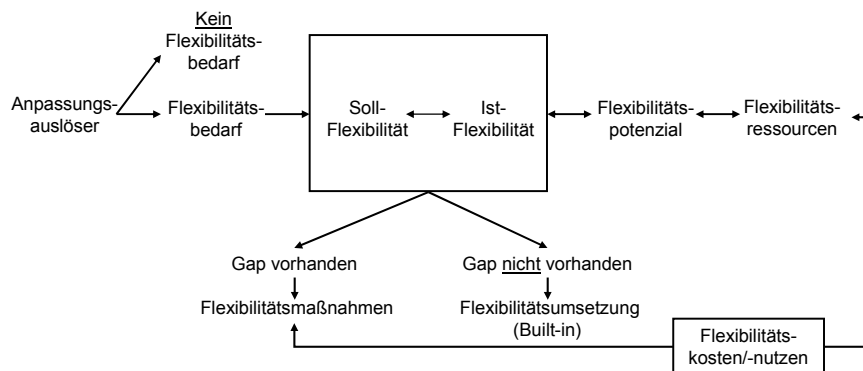 Kein
Flexibilitäts-
bedarf
Anpassungs-
auslöser
Flexibilitäts-
bedarf
Soll-
Flexibilität
Ist-
Flexibilität
Flexibilitäts-
potenzial
Flexibilitäts-
ressourcen
Gap vorhanden
Gap nicht vorhanden
Flexibilitätsmaßnahmen
Flexibilitätsumsetzung
(Built-in)
Flexibilitäts-
kosten/-nutzen